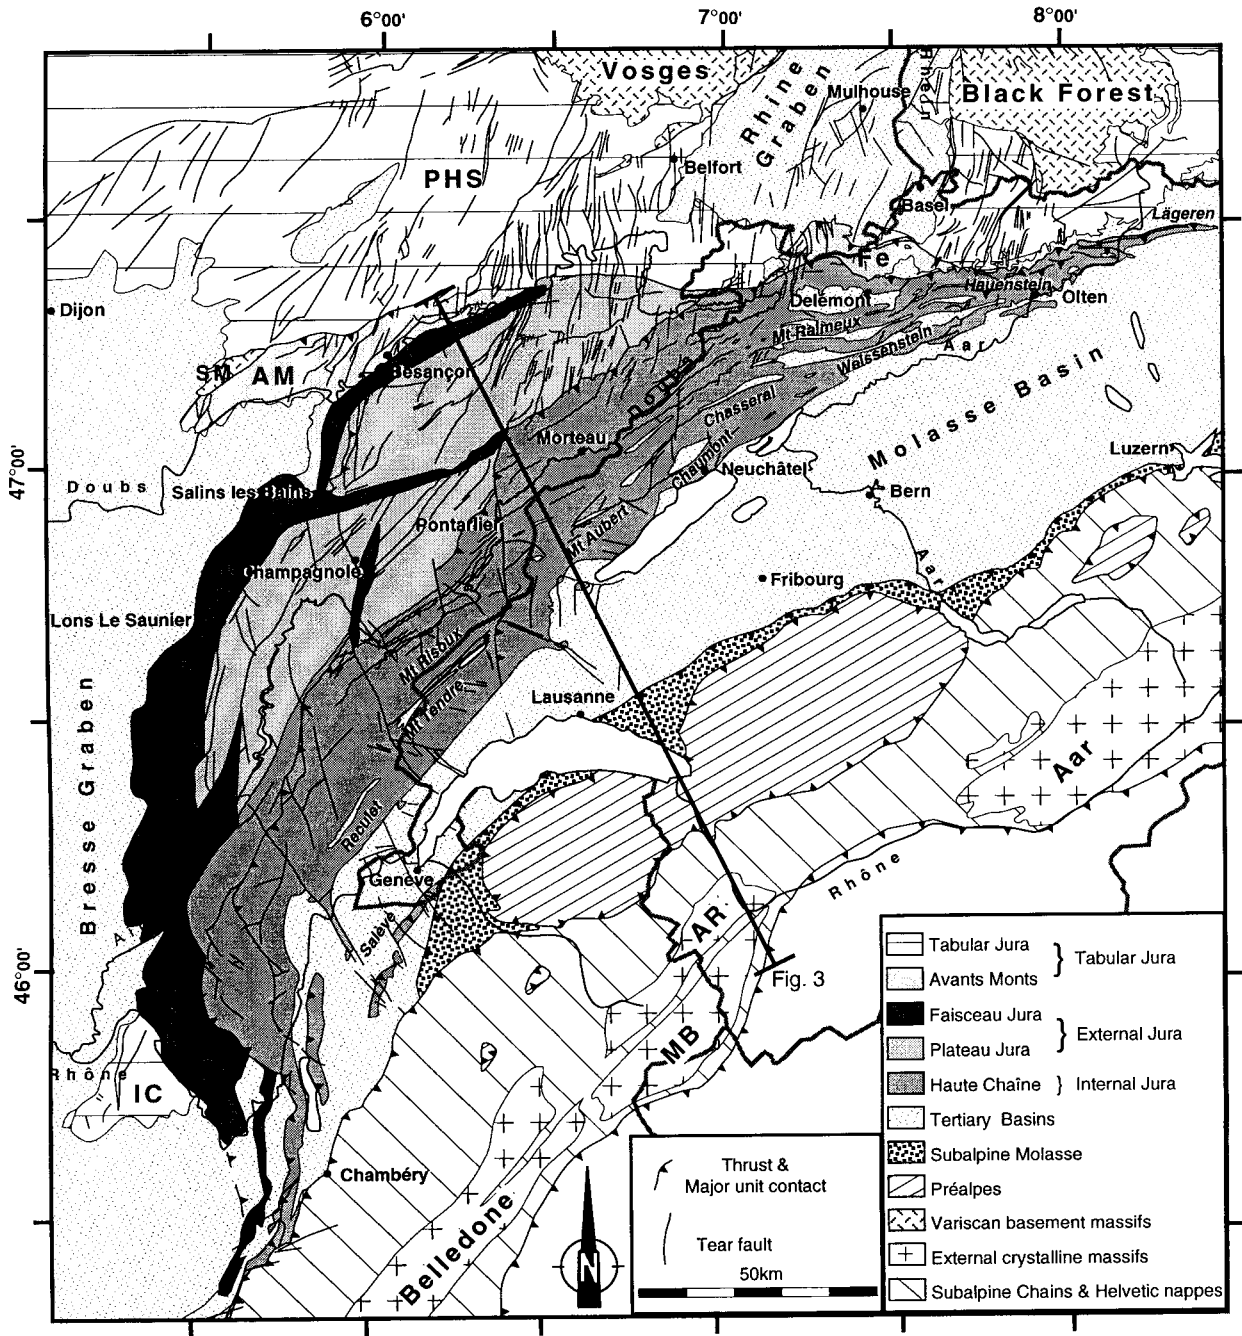 6°00'
7°00'
8°00'
Vosges
Rhine
Graben
Mulhouse
Rhein
Black Forest
Belfort
PHS
Basel
Lägeren
Fe
Hauenstein
Olten
Delémont
Dijon
Mt Raimeux
Weissenstein
Aar
SM
AM
Besançon
Doubs
Chasseral
Molasse Basin
Morteau
Chaumont
Neuchâtel
Luzern
47°00'
Doubs
Salins les Bains
Bern
Pontarlier
Mt Aubert
Aar
Champagnole
Fribourg
Lons Le Saunier
Mt Risoux
Mt Tendre
Lausanne
Bresse Graben
Aar
Reculet
Genève
Rhône
Salève
AR
46°00'
Fig. 3
MB
Rhône
IC
Chambéry
Belledone
N
Thrust &
Major unit contact
Tear fault
50km
Tabular Jura
Avants Monts
} Tabular Jura
Faisceau Jura
Plateau Jura
} External Jura
Haute Chaîne } Internal Jura
Tertiary Basins
Subalpine Molasse
Préalpes
Variscan basement massifs
External crystalline massifs
Subalpine Chains & Helvetic nappes